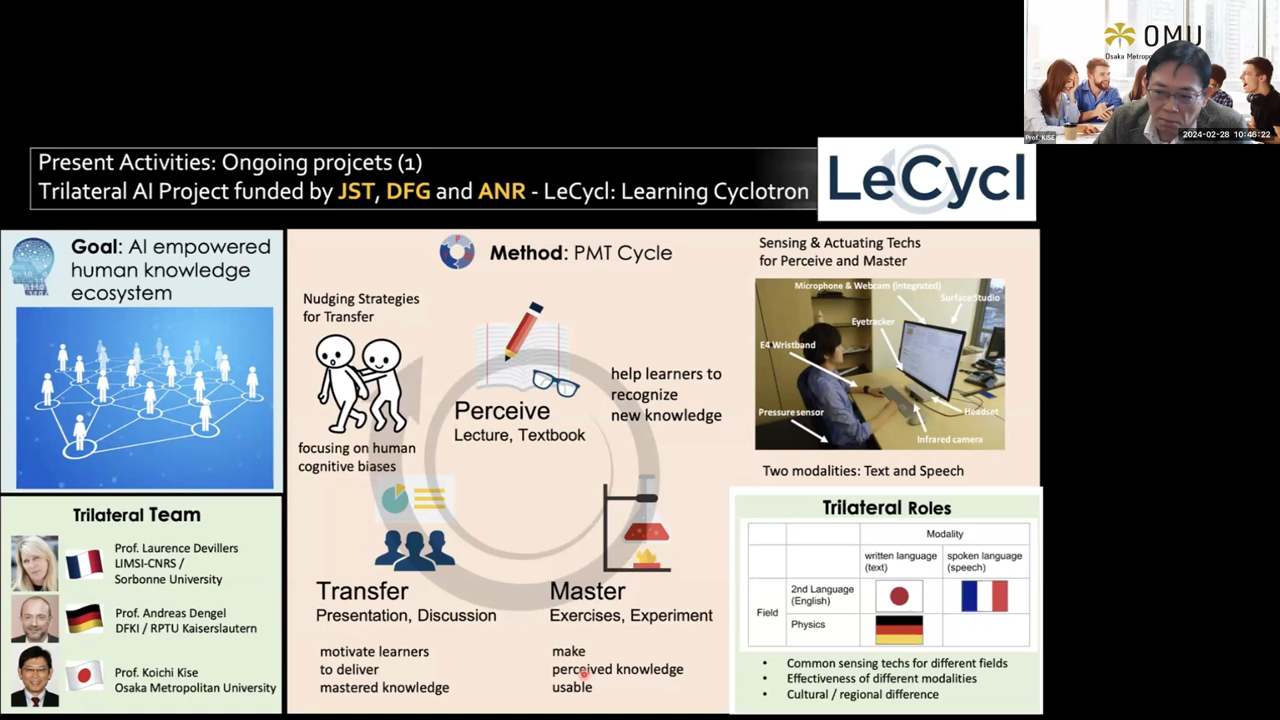 OMU
Osaka Metropo
Prof. KISE
2024-02-28 10:46:22
Present Activities: Ongoing projcets (1)
Trilateral AI Project funded by JST, DFG and ANR - LeCycl: Learning Cyclotron
LeCycl
Goal: AI empowered
human knowledge
ecosystem
Trilateral Team
Prof. Laurence Devillers
LIMSI-CNRS /
Sorbonne University
Prof. Andreas Dengel
DFKI / RPTU Kaiserslautern
Prof. Koichi Kise
Osaka Metropolitan University
Method: PMT Cycle
Nudging Strategies
for Transfer
focusing on human
cognitive biases
Perceive
Lecture, Textbook
help learners to
recognize
new knowledge
Transfer
Presentation, Discussion
motivate learners
to deliver
mastered knowledge
Master
Exercises, Experiment
make
perceived knowledge
usable
Sensing & Actuating Techs
for Perceive and Master
Microphone & Webcam (integrated)
Surface Studio
Eyetracker
E4 Wristband
Pressure sensor
Headset
Infrared camera
Two modalities: Text and Speech
Trilateral Roles
Modality
written language
(text)
spoken language
(speech)
Field
2nd Language
(English)
Physics
• Common sensing techs for different fields
• Effectiveness of different modalities
• Cultural / regional difference